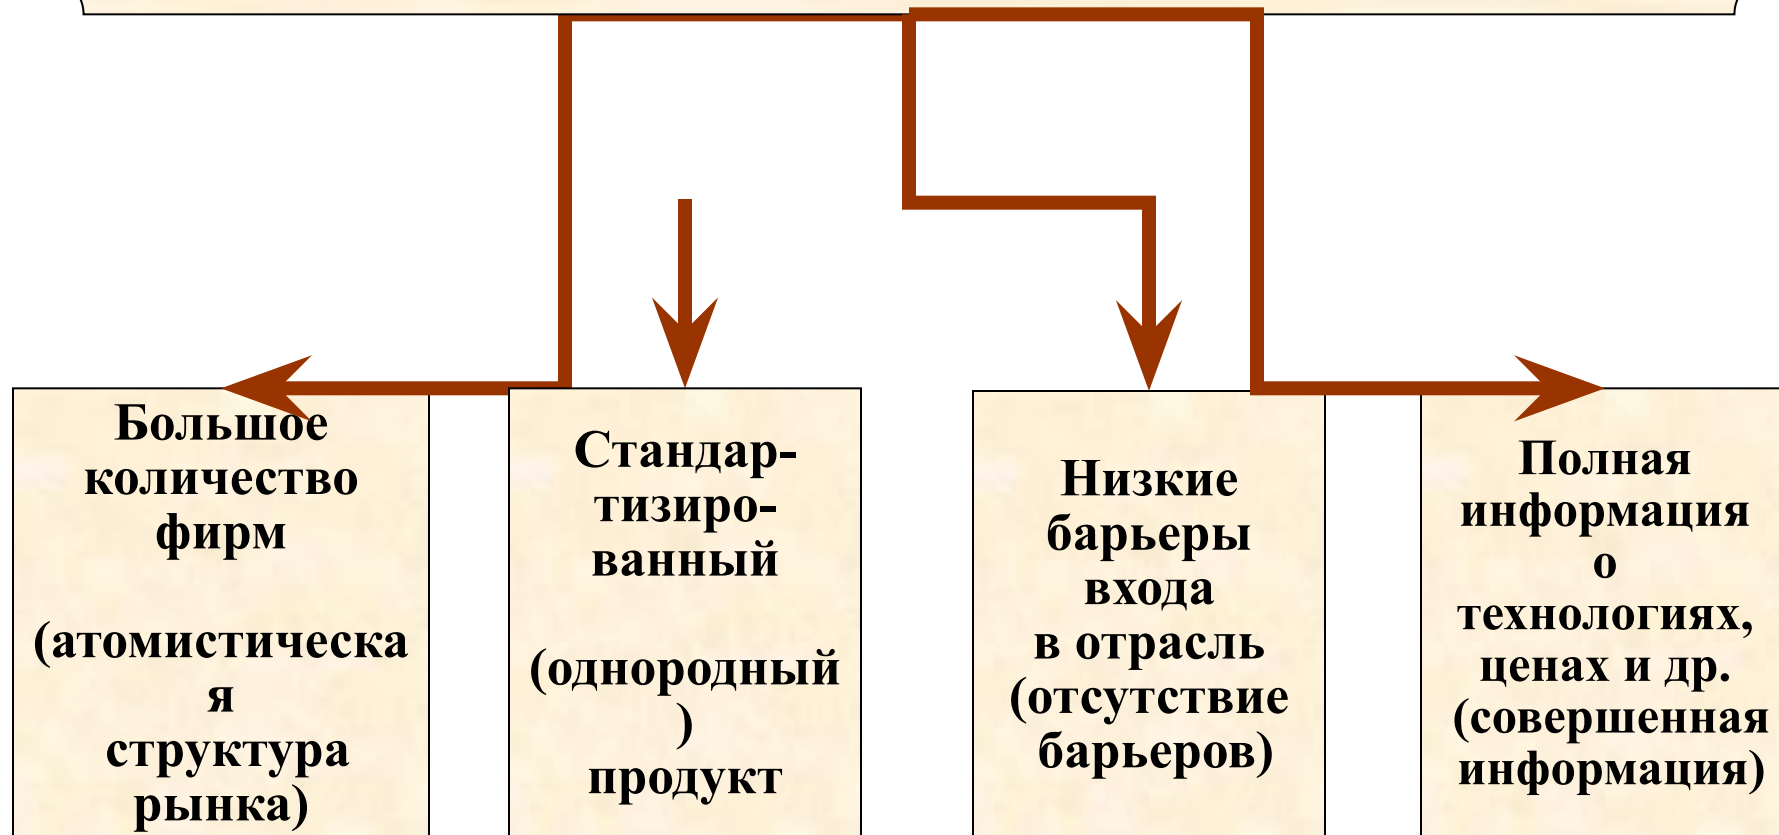 Большое
количество
фирм
(атомистическа
я
структура
рынка)
Стандар-
тизиро-
ванный
(однородный
)
продукт
Низкие
барьеры
входа
в отрасль
(отсутствие
барьеров)
Полная
информация
о
технологиях,
ценах и др.
(совершенная
информация)